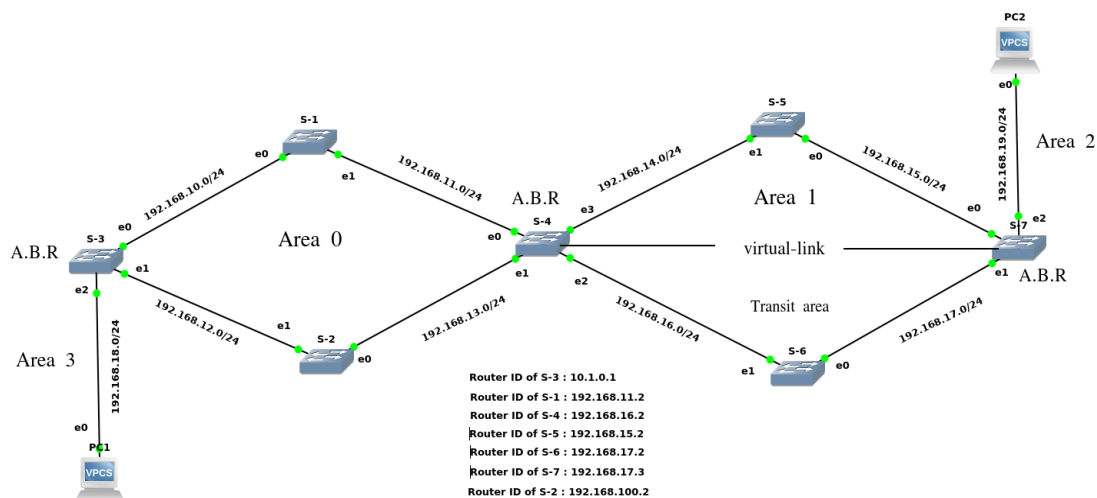 PC2
VPCS
e0
192.168.19.0/24
Area 2
e2
S-5
e1
e0
192.168.14.0/24
192.168.15.0/24
Area 1
S-1
e0
e1
192.168.10.0/24
192.168.11.0/24
Area 0
A.B.R
S-4
e3
e0
e1
e2
e0
S-7
e1
A.B.R
virtual-link
Transit area
A.B.R
S-3
e0
e1
e2
192.168.12.0/24
192.168.13.0/24
e1
S-2
e0
192.168.16.0/24
192.168.17.0/24
S-6
e1
e0
Area 3
192.168.18.0/24
e0
PC1
VPCS
Router ID of S-3 : 10.1.0.1
Router ID of S-1 : 192.168.11.2
Router ID of S-4 : 192.168.16.2
Router ID of S-5 : 192.168.15.2
Router ID of S-6 : 192.168.17.2
Router ID of S-7 : 192.168.17.3
Router ID of S-2 : 192.168.100.2